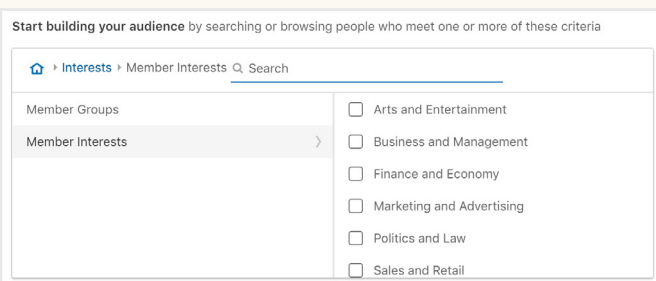 Start building your audience by searching or browsing people who meet one or more of these criteria
Interests Member Interests Search
Member Groups
Member Interests
Arts and Entertainment
Business and Management
Finance and Economy
Marketing and Advertising
Politics and Law
Sales and Retail